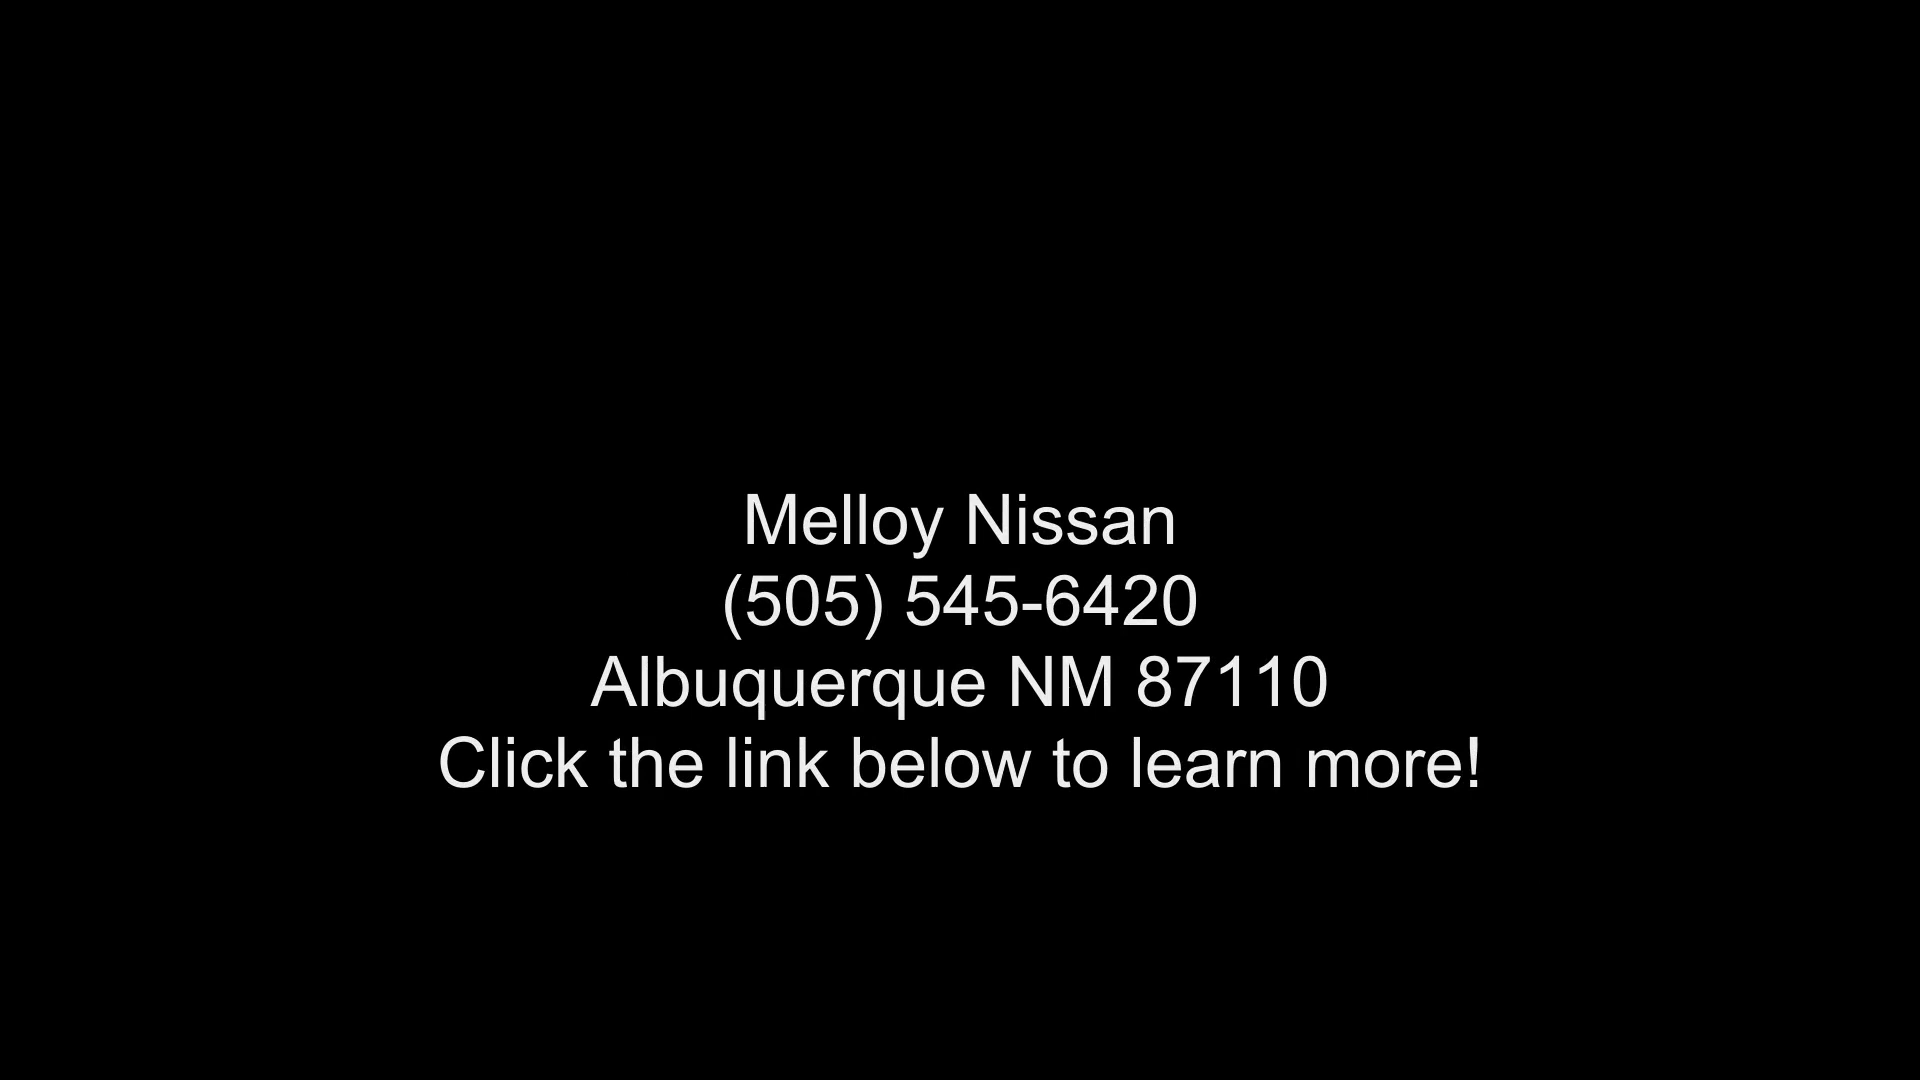 Melloy Nissan
(505) 545-6420
Albuquerque NM 87110
Click the link below to learn more!